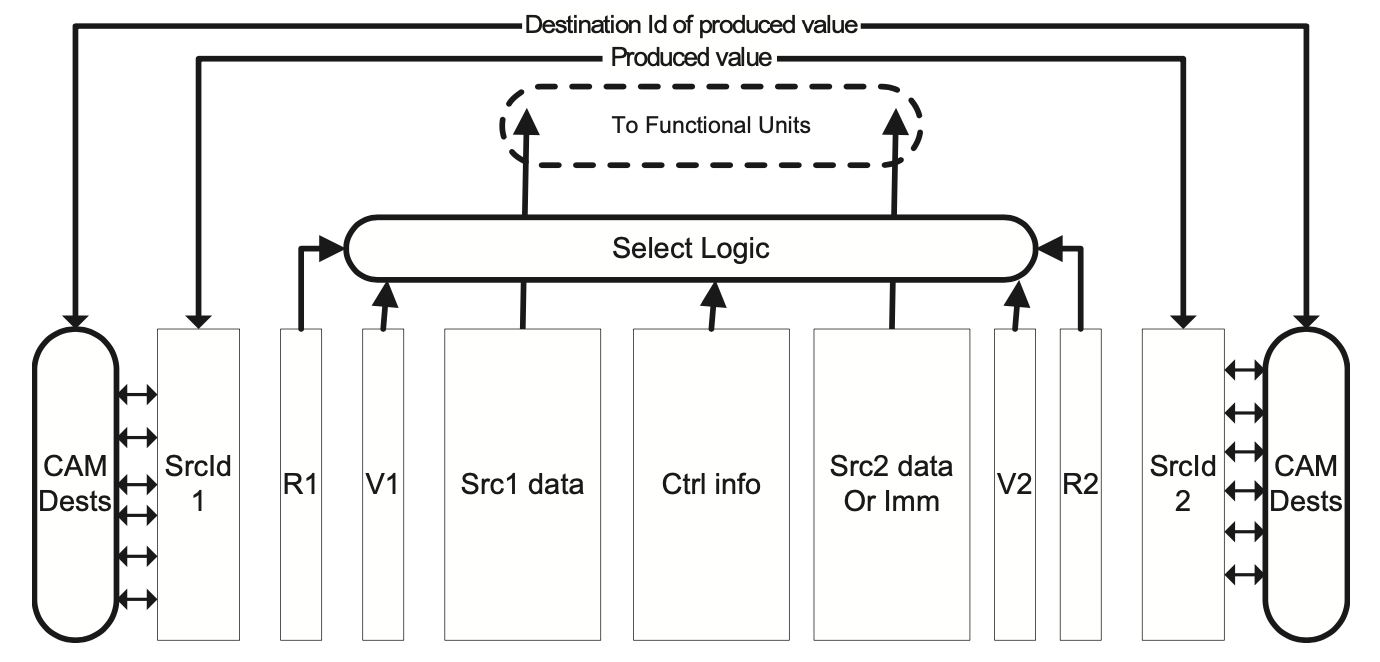 Destination Id of produced value
Produced value
To Functional Units
Select Logic
CAM
Dests
SrcId
1
R1
V1
Src1 data
Ctrl info
Src2 data
Or Imm
V2
R2
SrcId
2
CAM
Dests